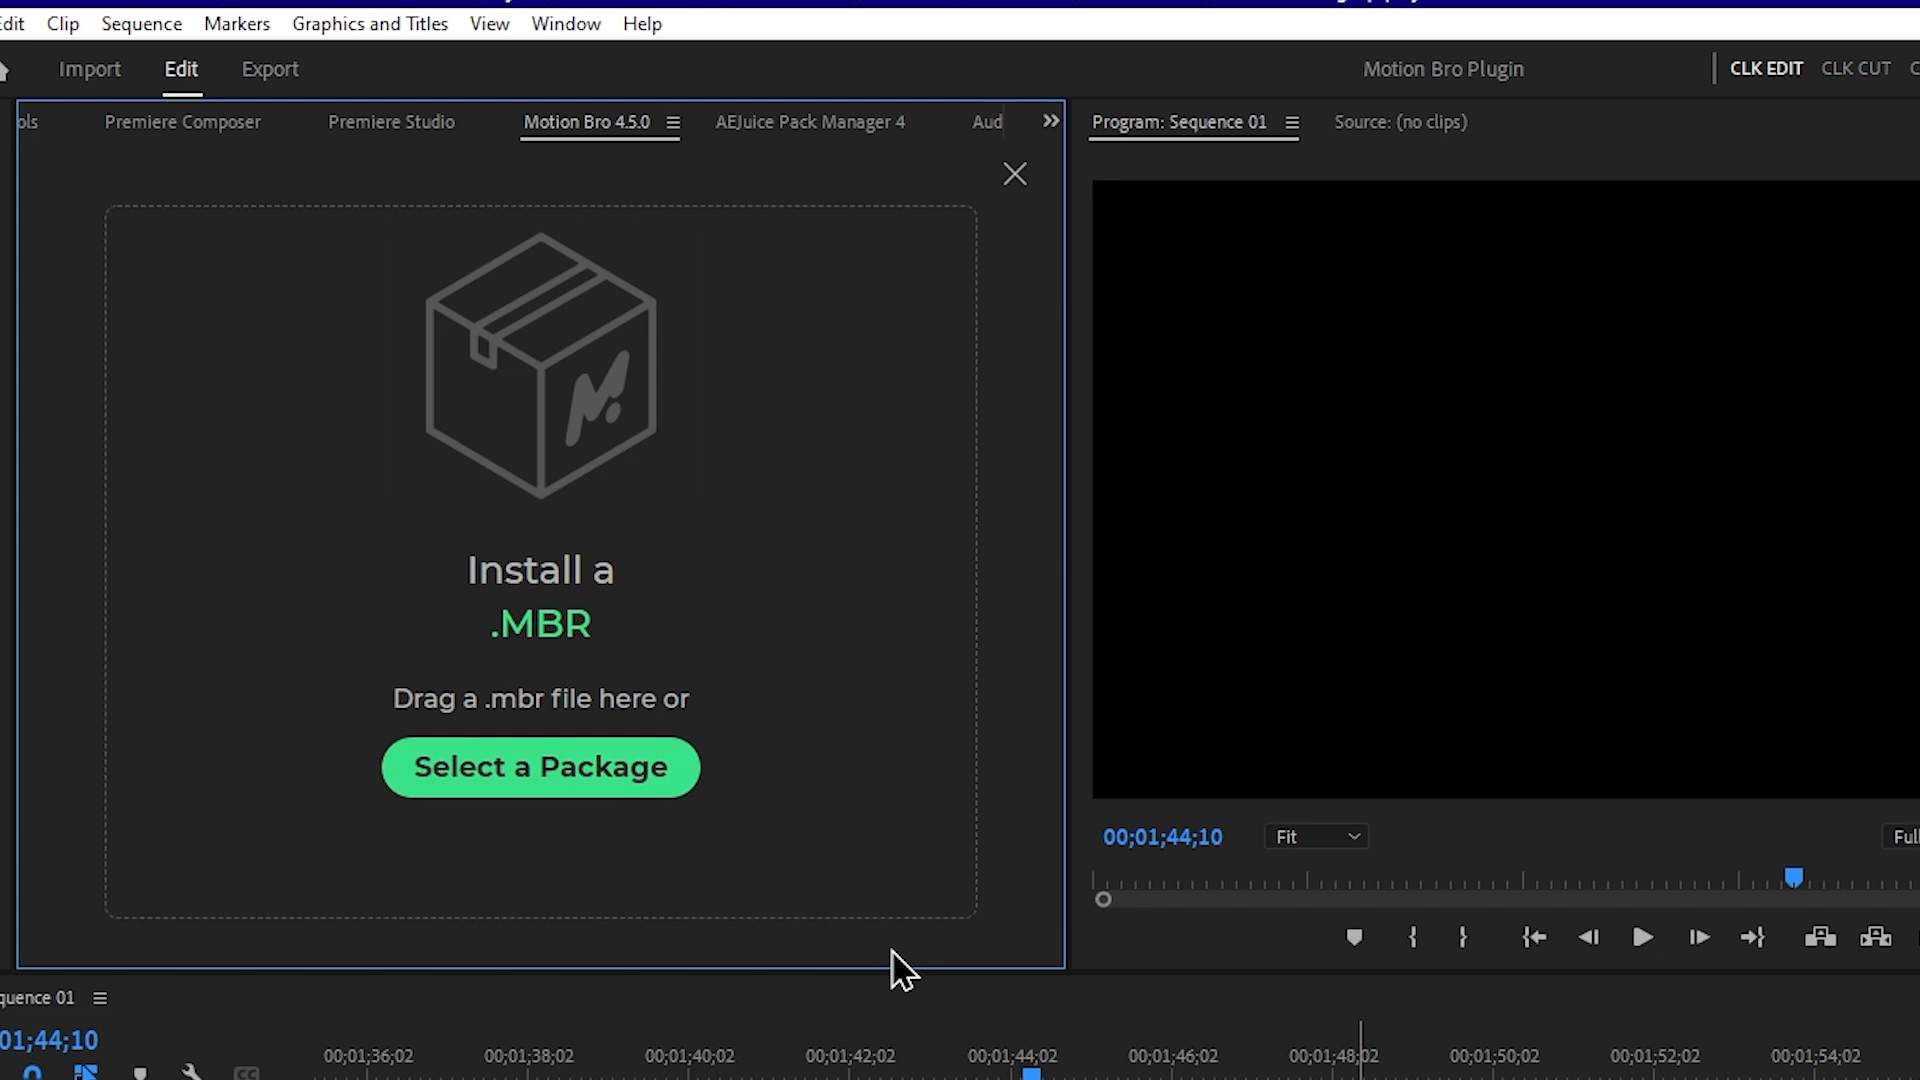 Edit Clip Sequence Markers Graphics and Titles View Window Help
Import Edit Export Motion Bro Plugin CLK EDIT CLK CUT
ols Premiere Composer Premiere Studio Motion Bro 4.5.0 AEJuice Pack Manager 4 Aud
Program: Sequence 01 Source: (no clips)
Install a
.MBR
Drag a .mbr file here or
Select a Package
00;01;44;10 Fit Full
quence 01
01;44;10
00;01;36;02 00;01;38;02 00;01;40;02 00;01;42;02 00;01;44;02 00;01;46;02 00;01;48;02 00;01;50;02 00;01;52;02 00;01;54;02